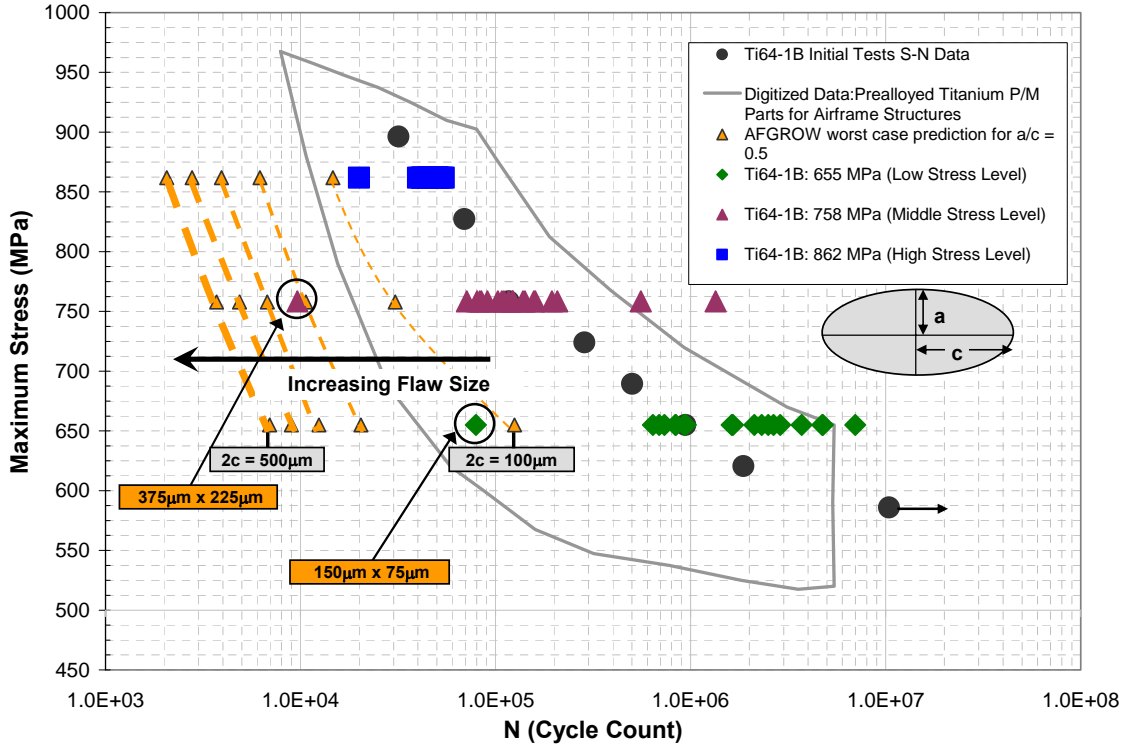 1000
950
900
850
800
750
700
650
600
550
500
450
Maximum Stress (MPa)
Ti64-1B Initial Tests S-N Data
Digitized Data:Prealloyed Titanium P/M
Parts for Airframe Structures
AFGROW worst case prediction for a/c =
0.5
Ti64-1B: 655 MPa (Low Stress Level)
Ti64-1B: 758 MPa (Middle Stress Level)
Ti64-1B: 862 MPa (High Stress Level)
a
c
Increasing Flaw Size
2c = 500μm
2c = 100μm
375μm x 225μm
150μm x 75μm
1.0E+03
1.0E+04
1.0E+05
1.0E+06
1.0E+07
1.0E+08
N (Cycle Count)